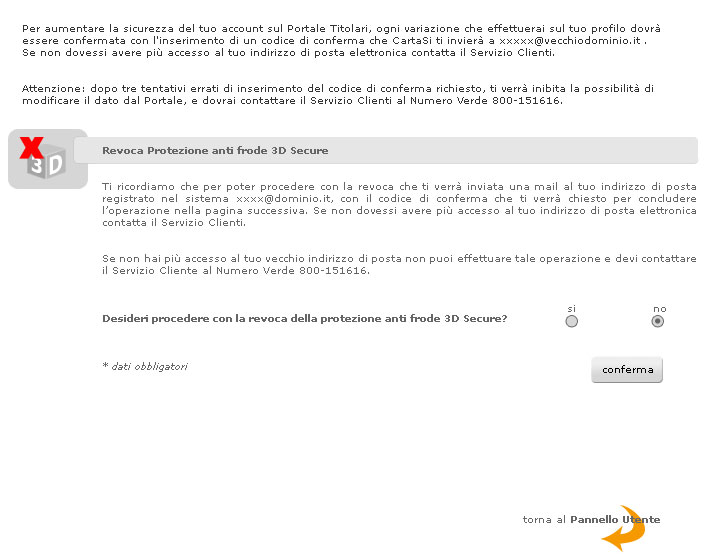 Per aumentare la sicurezza del tuo account sul Portale Titolari, ogni variazione che effettuerai sul tuo profilo dovrà
essere confermata con l'inserimento di un codice di conferma che CartaSi ti invierà a xxxxx@vecchiodominio.it .
Se non dovessi avere più accesso al tuo indirizzo di posta elettronica contatta il Servizio Clienti.
Attenzione: dopo tre tentativi errati di inserimento del codice di conferma richiesto, ti verrà inibita la possibilità di
modificare il dato dal Portale, e dovrai contattare il Servizio Clienti al Numero Verde 800-151616.
X
3D
Revoca Protezione anti frode 3D Secure
Ti ricordiamo che per poter procedere con la revoca che ti verrà inviata una mail al tuo indirizzo di posta
registrato nel sistema xxxx@dominio.it, con il codice di conferma che ti verrà chiesto per concludere
l'operazione nella pagina successiva. Se non dovessi avere più accesso al tuo indirizzo di posta elettronica
contatta il Servizio Clienti.
Se non hai più accesso al tuo vecchio indirizzo di posta non puoi effettuare tale operazione e devi contattare
il Servizio Cliente al Numero Verde 800-151616.
si no
Desideri procedere con la revoca della protezione anti frode 3D Secure?
* dati obbligatori
conferma
torna al Pannello Utente